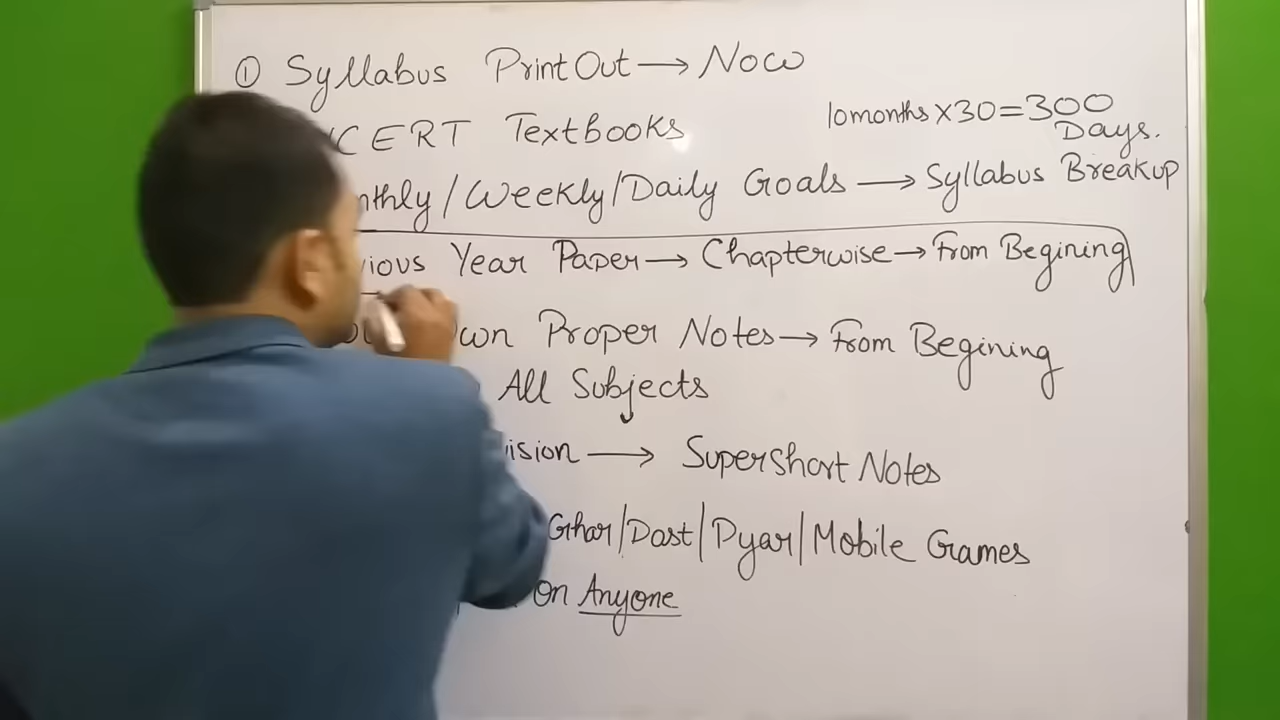 ① Syllabus Print Out → Now
CERT Textbooks
10 months x 30 = 300
Days.
nthly / Weekly / Daily Goals → Syllabus Breakup
ious Year Paper → Chapterwise → From Begining
wn Proper Notes → From Begining
All Subjects
ision → Supershort Notes
Ghar / Dost / Pyar / Mobile Games
On Anyone